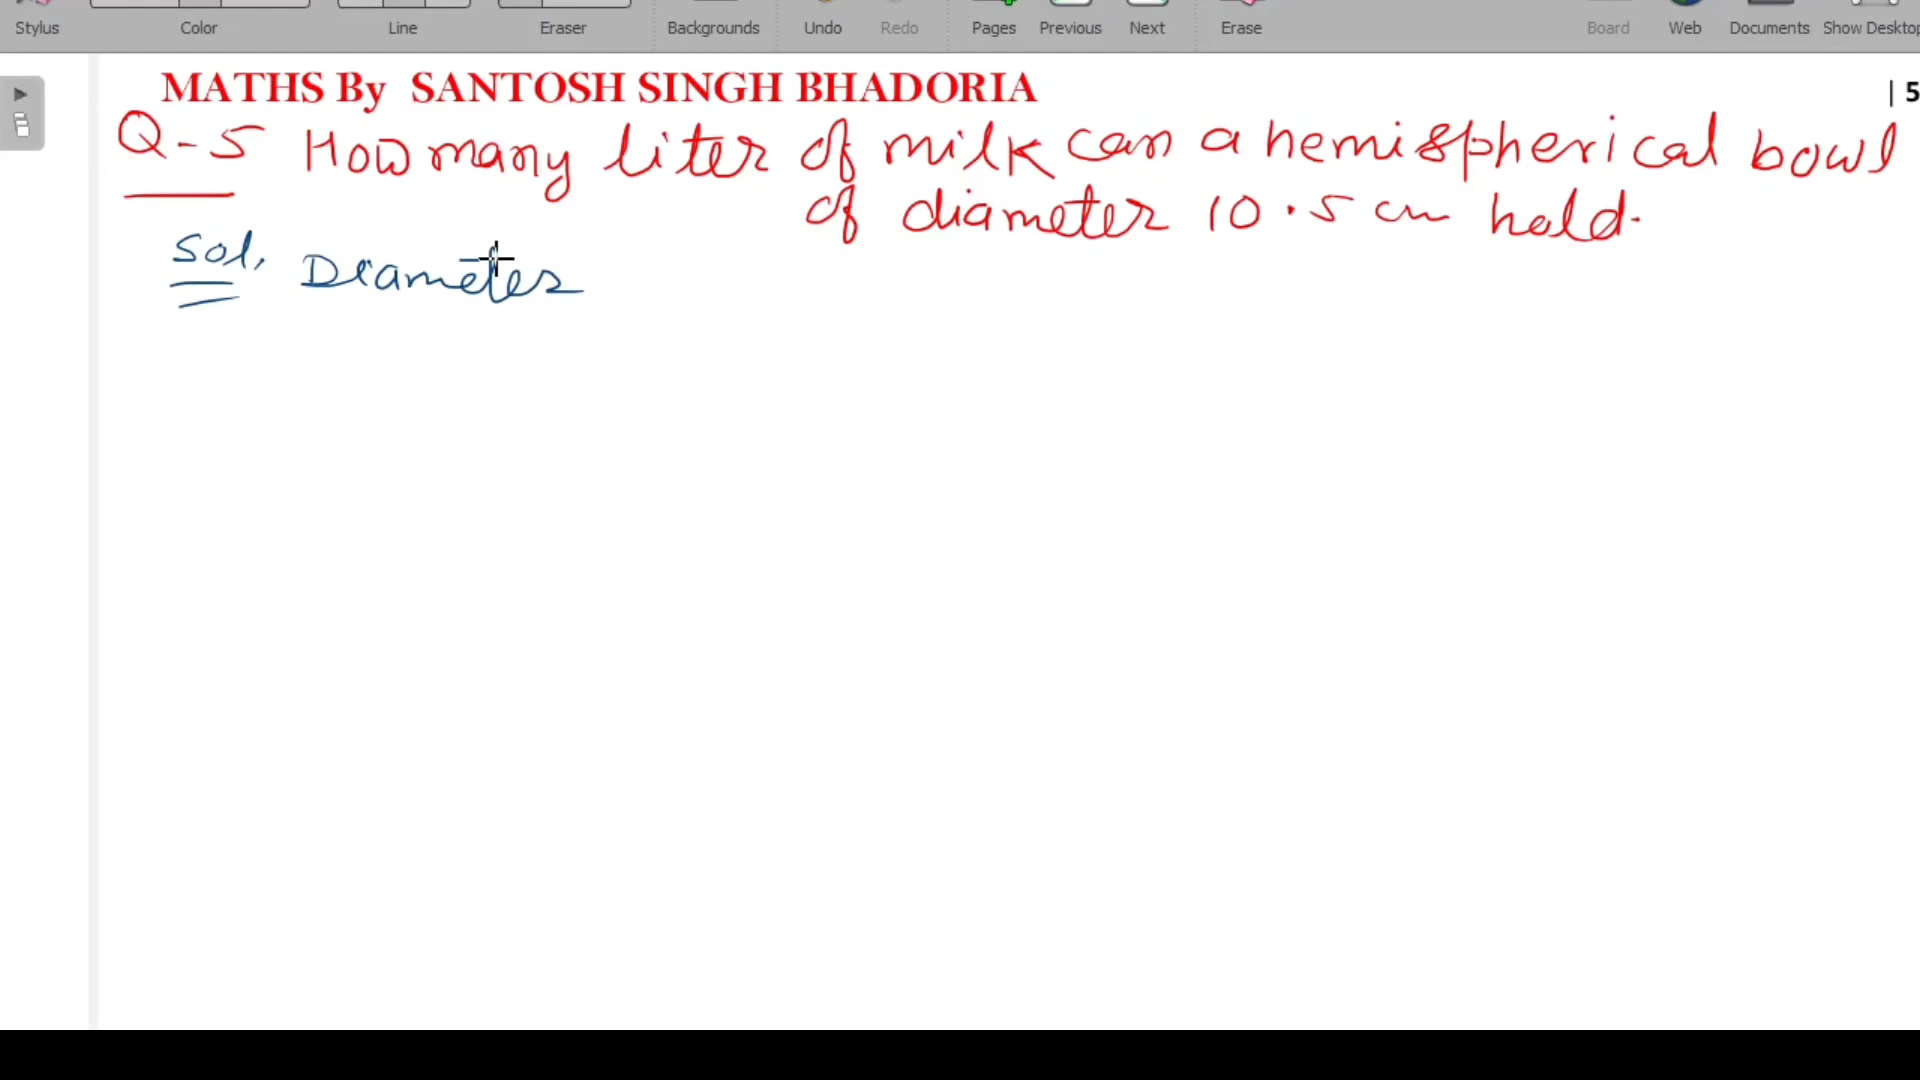 Stylus Color Line Eraser Backgrounds Undo Redo Pages Previous Next Erase Board Web Documents Show Desktop
MATHS By SANTOSH SINGH BHADORIA | 5
Q-5 How many liter of milk can a hemispherical bowl
of diameter 10.5 cm hold.
Sol. Diameter